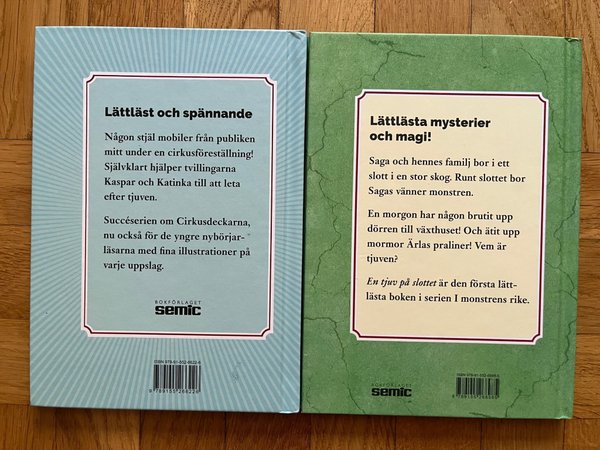 Lättläst och spännande
Någon stjäl mobiler från publiken
mitt under en cirkusföreställning!
Självklart hjälper tvillingarna
Kaspar och Katinka till att leta
efter tjuven.
Succéserien om Cirkusdeckarna,
nu också för de yngre nybörjar-
läsarna med fina illustrationer på
varje uppslag.
BOKFÖRLAGET
semic
Lättlästa mysterier
och magi!
Saga och hennes familj bor i ett
slott i en stor skog. Runt slottet bor
Sagas vänner monstren.
En morgon har någon brutit upp
dörren till växthuset! Och ätit upp
mormor Ärlas praliner! Vem är
tjuven?
En tjuv på slottet är den första lätt-
lästa boken i serien I monstrens rike.
BOKFÖRLAGET
semic